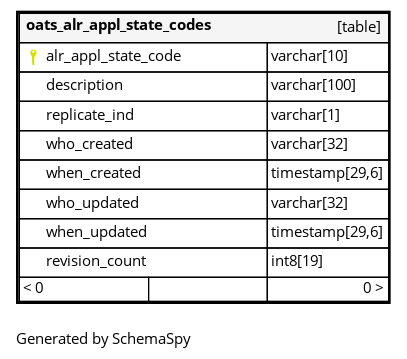 oats_alr_appl_state_codes [table]
alr_appl_state_code varchar[10]
description varchar[100]
replicate_ind varchar[1]
who_created varchar[32]
when_created timestamp[29,6]
who_updated varchar[32]
when_updated timestamp[29,6]
revision_count int8[19]
< 0 0 >
Generated by SchemaSpy